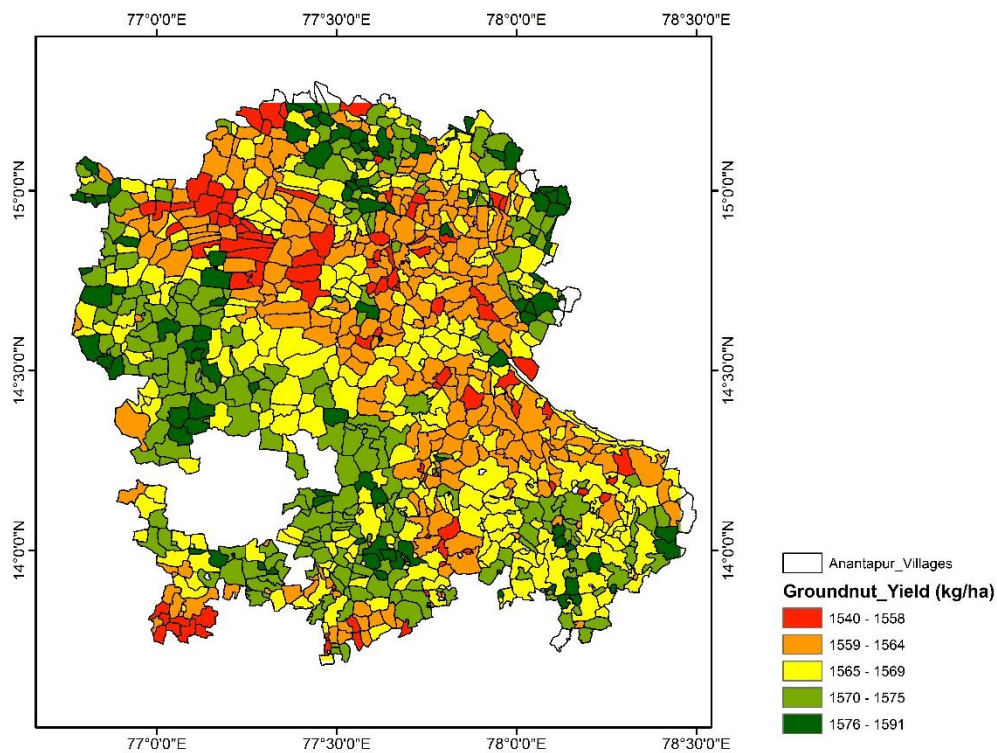 77°0'0"E 77°30'0"E 78°0'0"E 78°30'0"E
15°0'0"N 15°0'0"N
14°30'0"N 14°30'0"N
14°0'0"N 14°0'0"N
Anantapur_Villages
Groundnut_Yield (kg/ha)
1540 - 1558
1559 - 1564
1565 - 1569
1570 - 1575
1576 - 1591
77°0'0"E 77°30'0"E 78°0'0"E 78°30'0"E